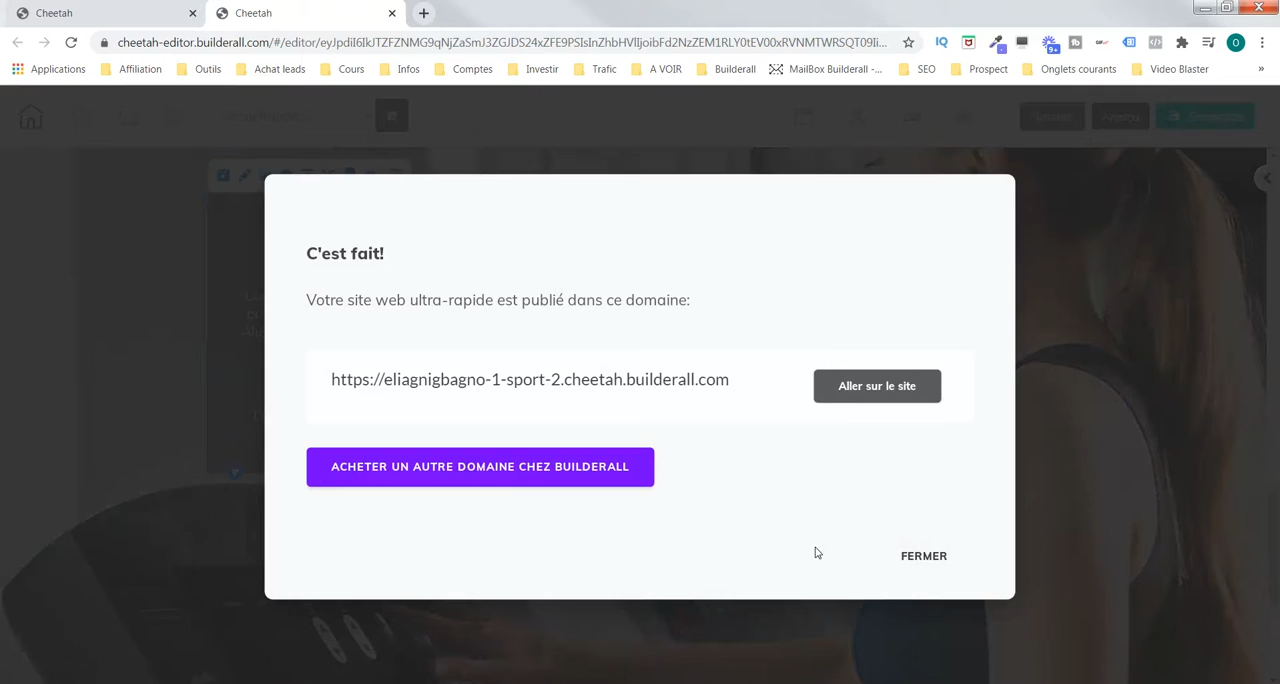 Cheetah
Cheetah
cheetah-editor.builderall.com/#/editor/eyJpdiI6IlkJTZFZNMG9qNjZaSmJ3ZGJDS24xZFE9PSIsInZhbHVlIjoibFd2NzZEM1RLY0tEV00xRVNMTWRSQT09Ii...
Applications Affiliation Outils Achat leads Cours Infos Comptes Investir Trafic A VOIR Builderall MailBox Builderall -... SEO Prospect Onglets courants Video Blaster »
C'est fait!
Votre site web ultra-rapide est publié dans ce domaine:
https://eliagnigbagno-1-sport-2.cheetah.builderall.com
Aller sur le site
ACHETER UN AUTRE DOMAINE CHEZ BUILDERALL
FERMER